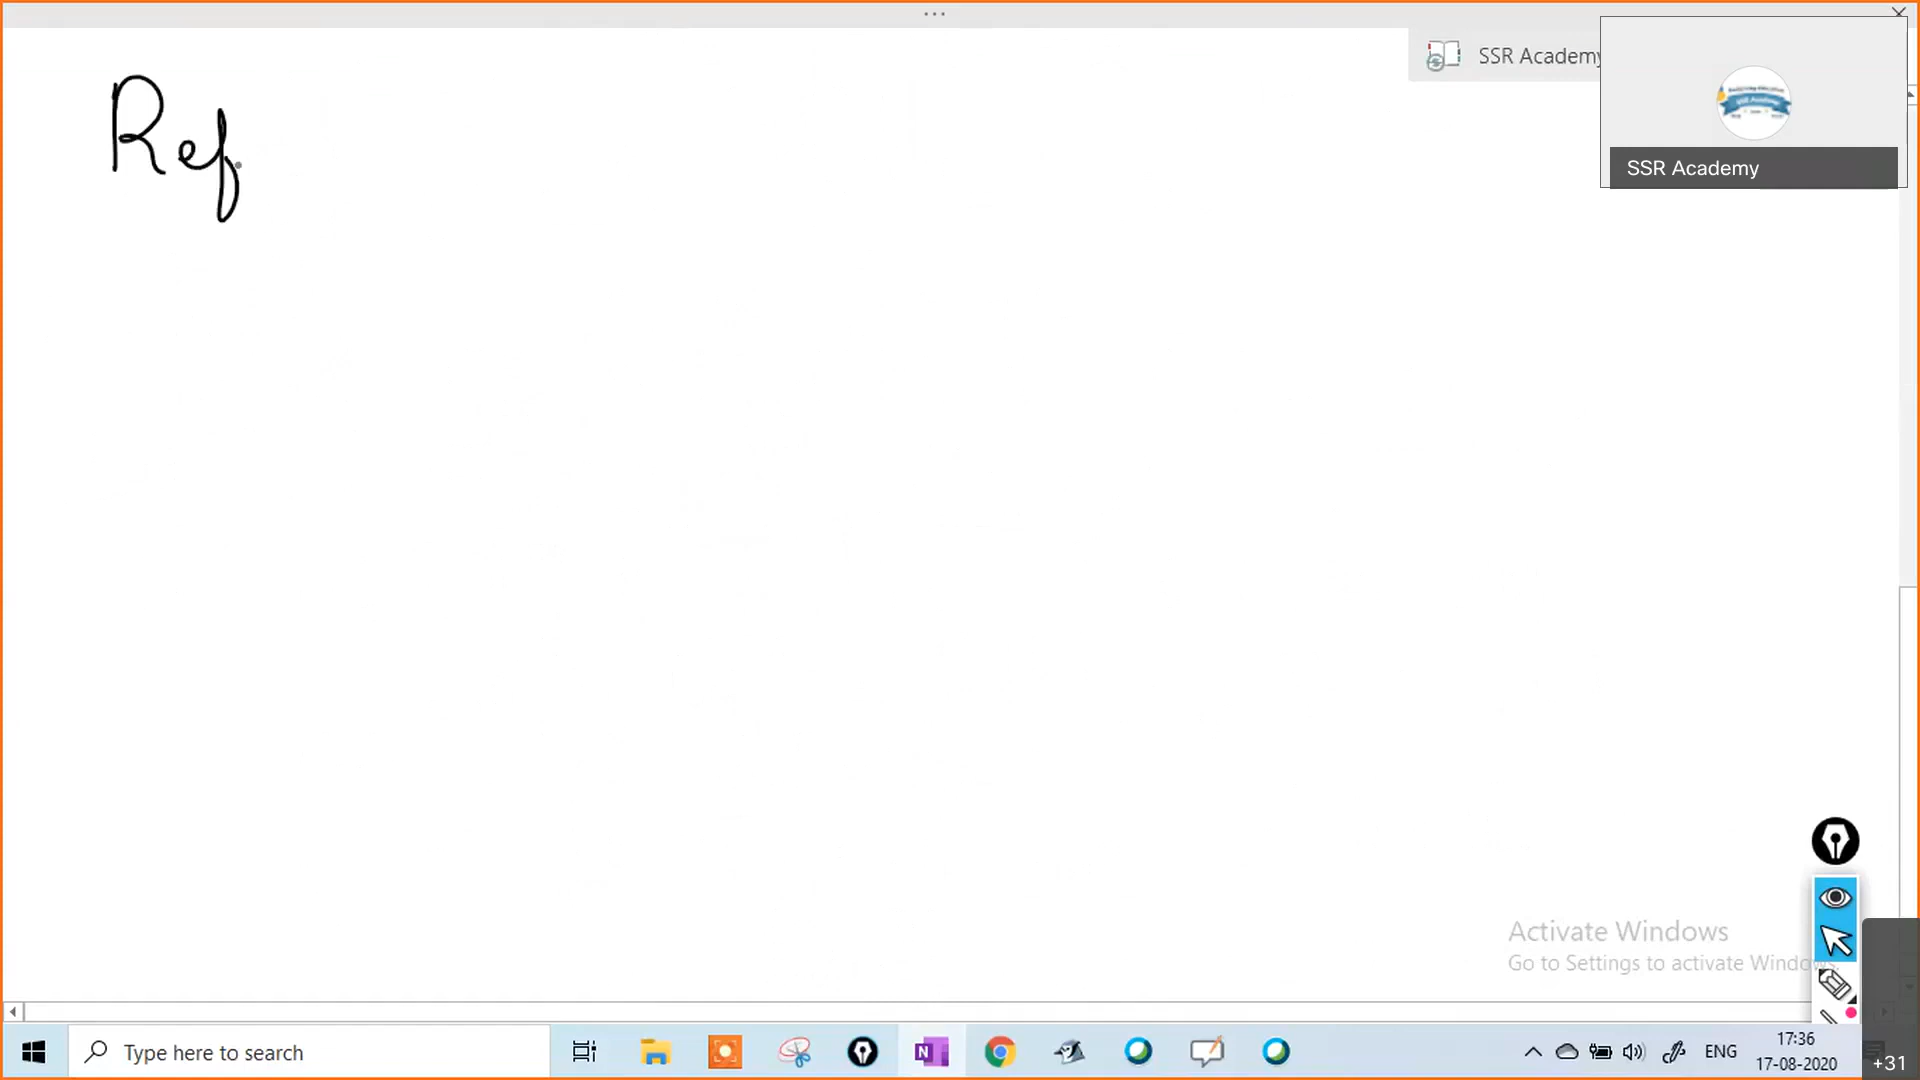 SSR Academy
Ref
SSR Academy
Activate Windows
Go to Settings to activate Windows.
Type here to search
N
ENG
17:36
17-08-2020
+31